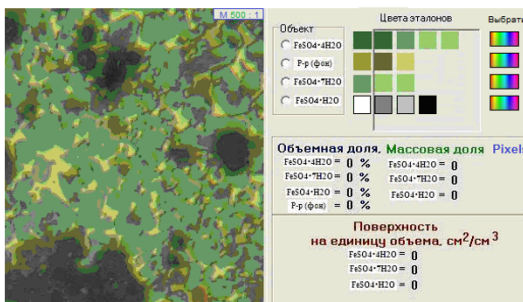 М 500 : 1
Объект
Цвета эталонов
Выбрать
FeSO4·4H2O
Р-р (фон)
FeSO4·7H2O
FeSO4·H2O
Объемная доля, Массовая доля Pixels
FeSO4·4H2O = 0 % FeSO4·4H2O = 0
FeSO4·7H2O = 0 % FeSO4·7H2O = 0
FeSO4·H2O = 0 % FeSO4·H2O = 0
Р-р (фон) = 0 %
Поверхность
на единицу объема, см2/см3
FeSO4·4H2O = 0
FeSO4·7H2O = 0
FeSO4·H2O = 0